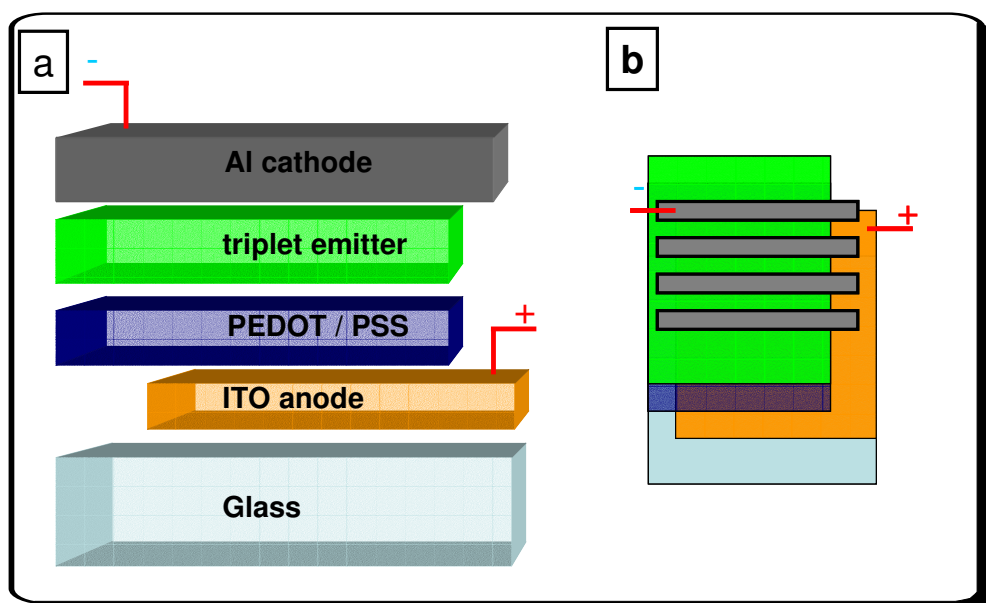 a
-
Al cathode
triplet emitter
PEDOT / PSS
+
ITO anode
Glass
b
-
+